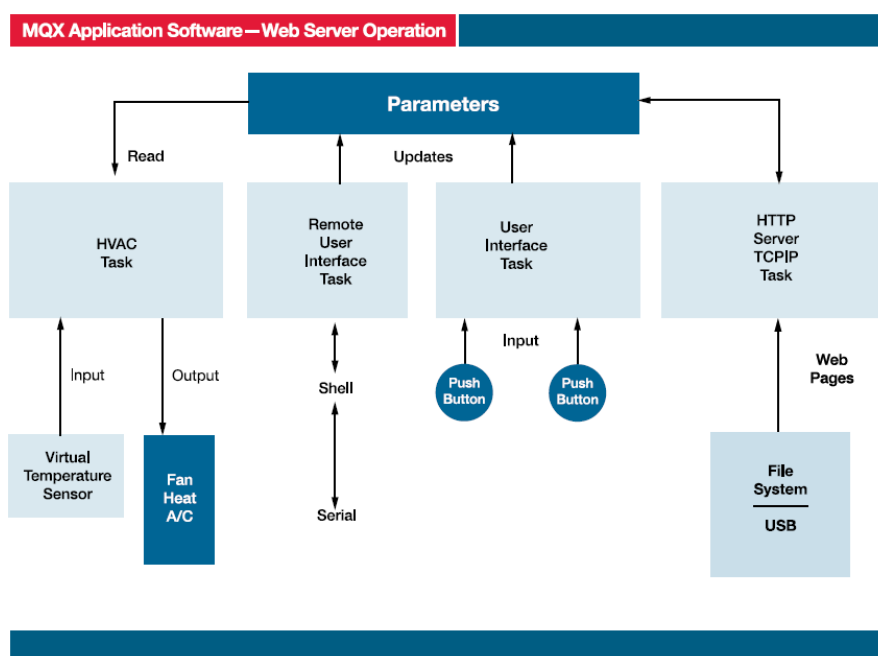 MQX Application Software—Web Server Operation
Parameters
Read
Updates
HVAC
Task
Remote
User
Interface
Task
User
Interface
Task
HTTP
Server
TCP|P
Task
Input
Output
Shell
Input
Push
Button
Push
Button
Web
Pages
Virtual
Temperature
Sensor
Fan
Heat
A/C
Serial
File
System
USB